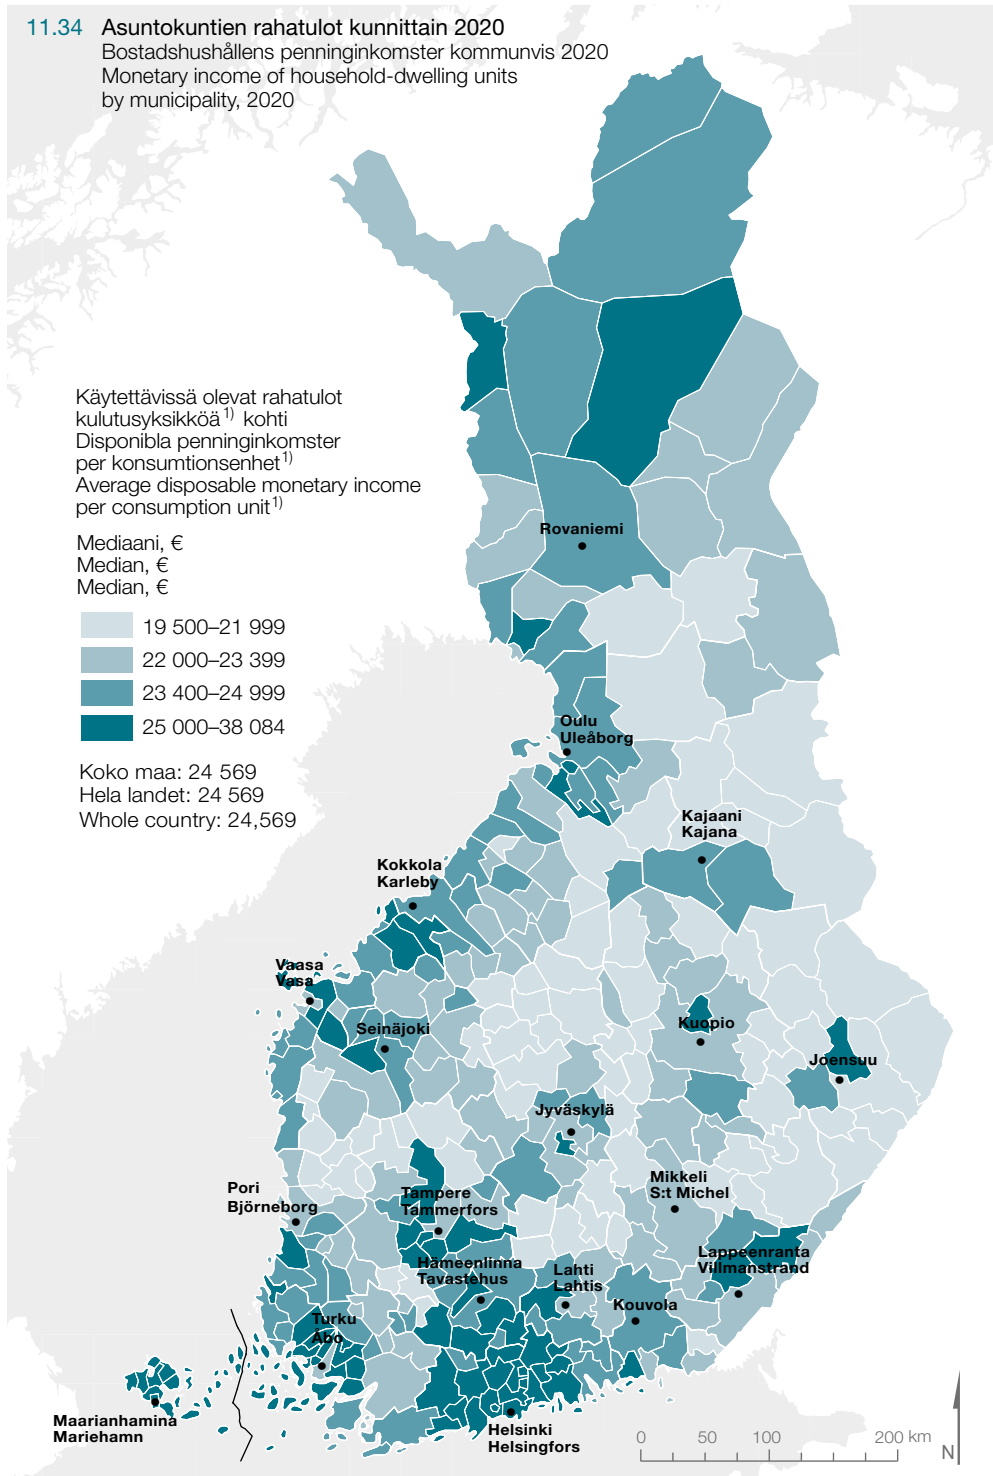 11.34 Asuntokuntien rahatulot kunnittain 2020
Bostadshushållens penninginkomster kommunvis 2020
Monetary income of household-dwelling units
by municipality, 2020
Käytettävissä olevat rahatulot
kulutusyksikköä 1) kohti
Disponibla penninginkomster
per konsumtionsenhet 1)
Average disposable monetary income
per consumption unit 1)
Mediaani, €
Median, €
Median, €
19 500–21 999
22 000–23 399
23 400–24 999
25 000–38 084
Koko maa: 24 569
Hela landet: 24 569
Whole country: 24,569
Rovaniemi
Oulu
Uleåborg
Kajaani
Kajana
Kokkola
Karleby
Vaasa
Vasa
Seinäjoki
Kuopio
Joensuu
Jyväskylä
Mikkeli
S:t Michel
Pori
Björneborg
Tampere
Tammerfors
Lappeenranta
Villmanstrand
Hämeenlinna
Tavastehus
Lahti
Lahtis
Kouvola
Turku
Åbo
Maarianhamina
Mariehamn
Helsinki
Helsingfors
0 50 100 200 km
N